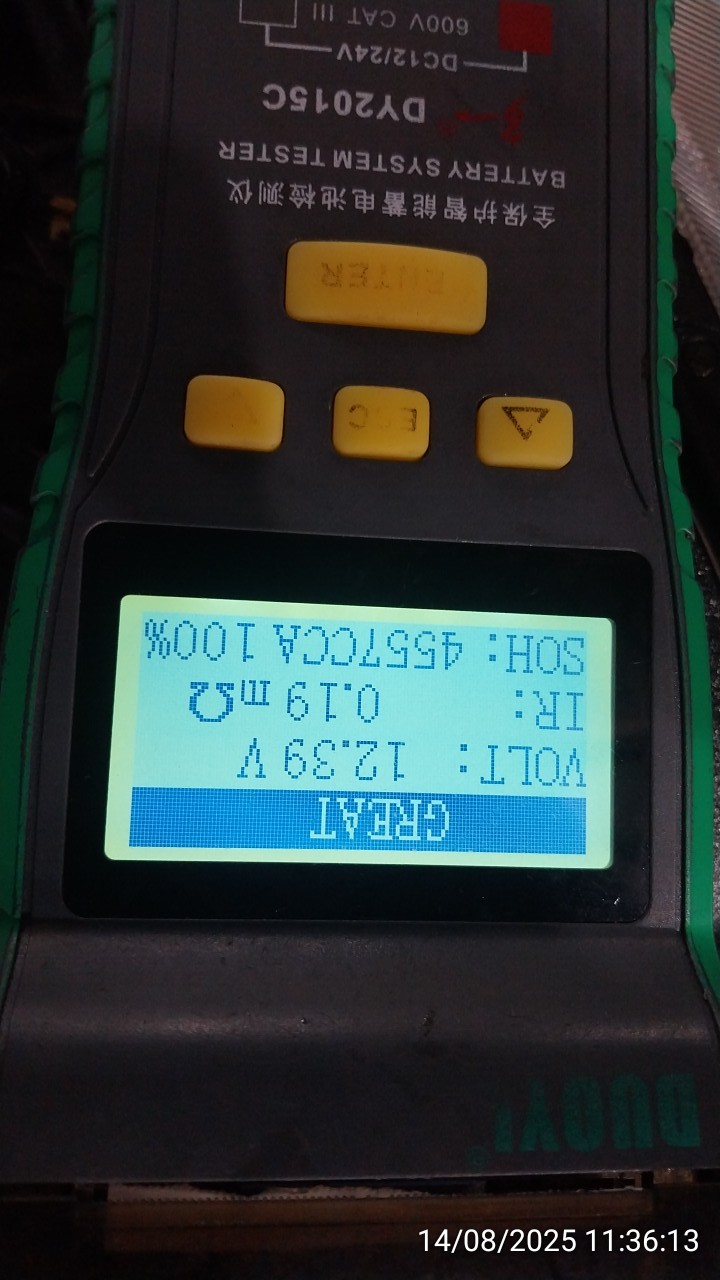 DUOYI
GREAT
VOLT: 12.39 V
IR: 0.19 mΩ
SOH: 4557CCA 100%
ESC
ENTER
全保护智能蓄电池检测仪
BATTERY SYSTEM TESTER
DY2015C
DC12/24V
600V CAT III
14/08/2025 11:36:13